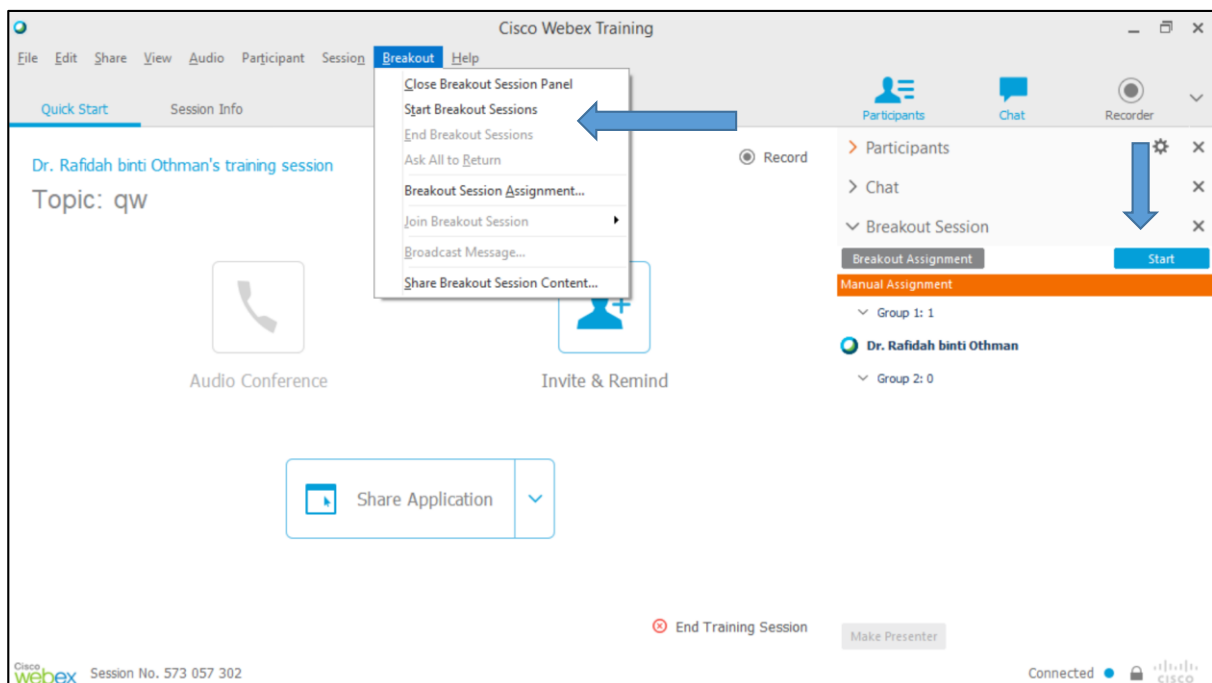 Cisco Webex Training
File Edit Share View Audio Participant Session Breakout Help
Close Breakout Session Panel
Start Breakout Sessions
End Breakout Sessions
Ask All to Return
Breakout Session Assignment...
Join Breakout Session
Broadcast Message...
Share Breakout Session Content...
Quick Start Session Info
Participants Chat Recorder
Dr. Rafidah binti Othman's training session
Record
Topic: qw
Audio Conference
Invite & Remind
Share Application
End Training Session
Participants
Chat
Breakout Session
Breakout Assignment Start
Manual Assignment
Group 1: 1
Dr. Rafidah binti Othman
Group 2: 0
Make Presenter
Cisco
webex Session No. 573 057 302
Connected
CISCO